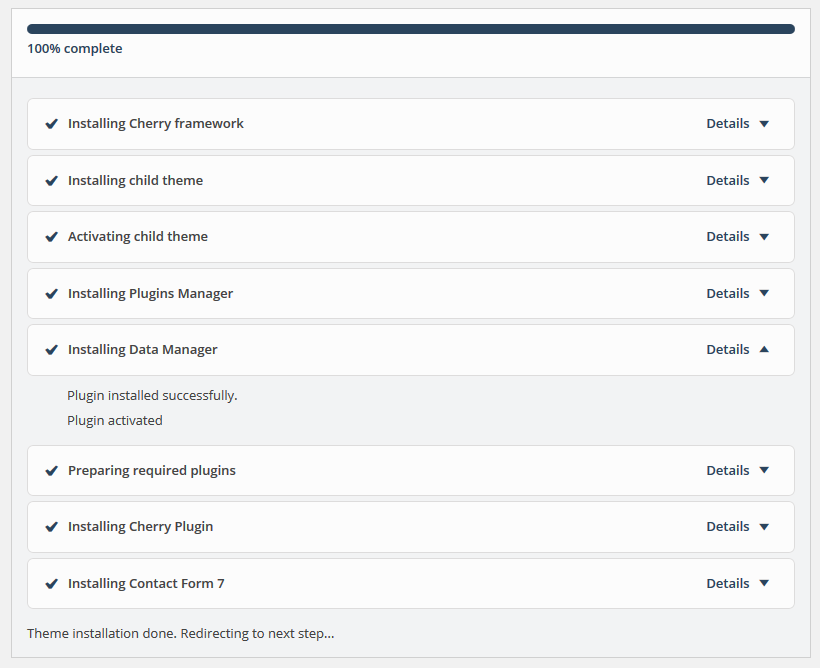 100% complete
Installing Cherry framework Details
Installing child theme Details
Activating child theme Details
Installing Plugins Manager Details
Installing Data Manager Details
Plugin installed successfully.
Plugin activated
Preparing required plugins Details
Installing Cherry Plugin Details
Installing Contact Form 7 Details
Theme installation done. Redirecting to next step...